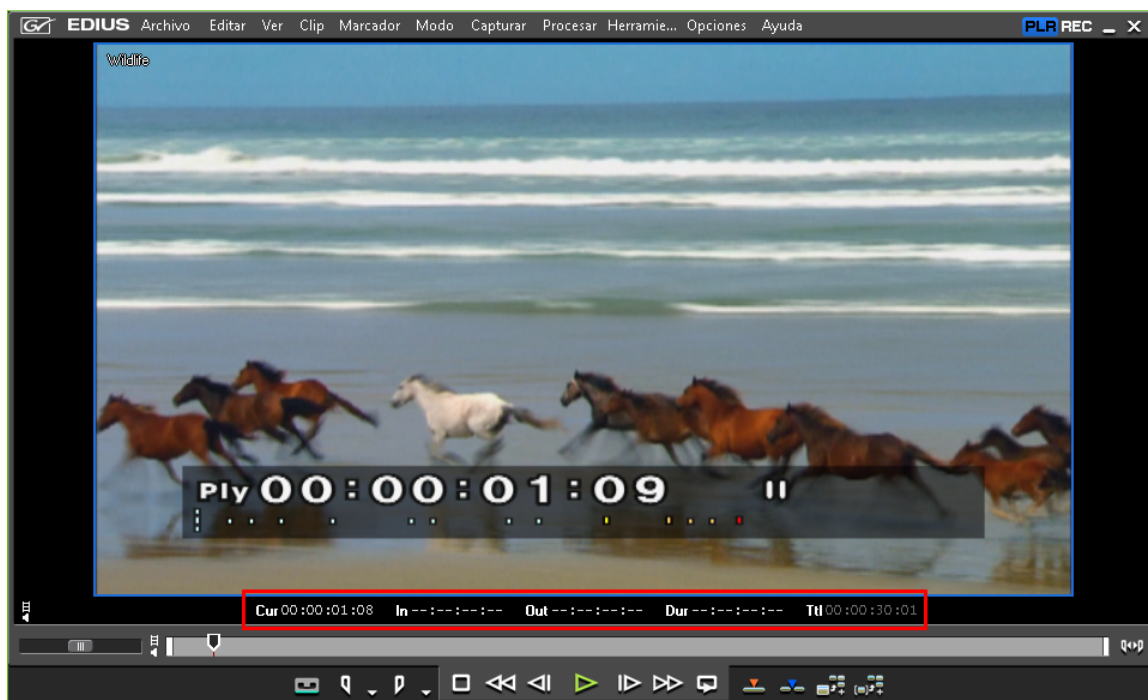 GV EDIUS Archivo Editar Ver Clip Marcador Modo Capturar Procesar Herramie... Opciones Ayuda PLR REC
Wildlife
Ply 00:00:01:09
Cur 00:00:01:08 In --:--:--:-- Out --:--:--:-- Dur --:--:--:-- Ttl 00:00:30:01